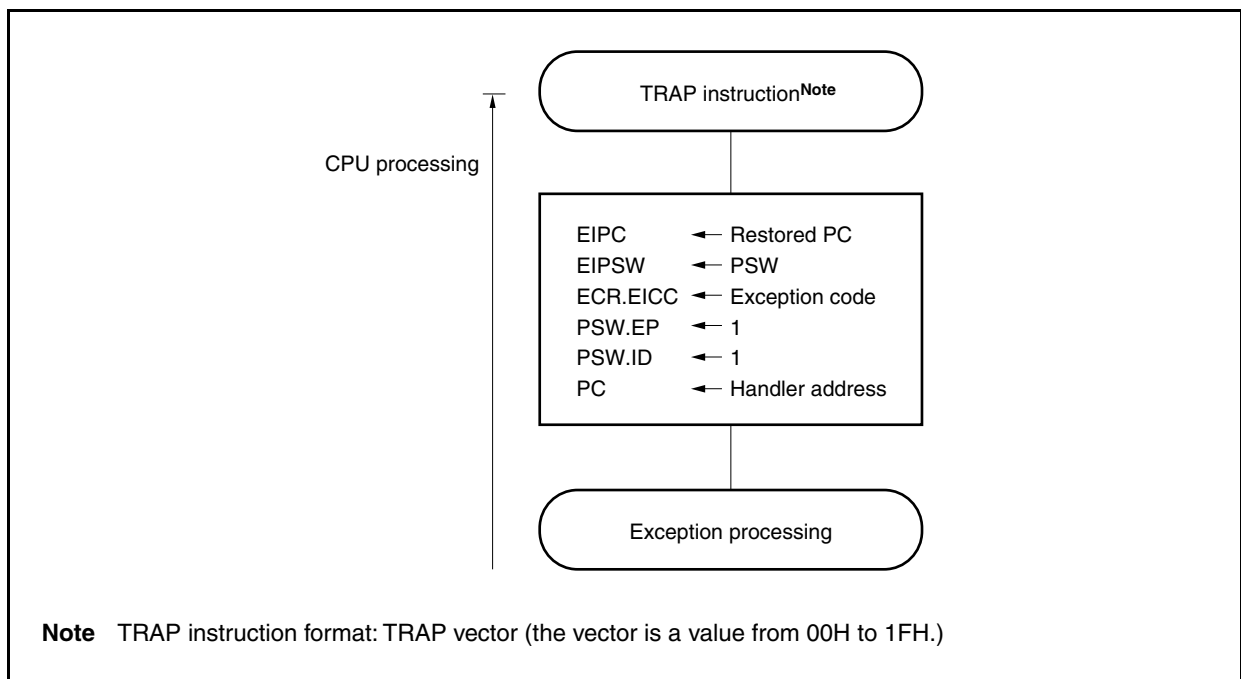 TRAP instructionNote
CPU processing
EIPC ← Restored PC
EIPSW ← PSW
ECR.EICC ← Exception code
PSW.EP ← 1
PSW.ID ← 1
PC ← Handler address
Exception processing
Note TRAP instruction format: TRAP vector (the vector is a value from 00H to 1FH.)